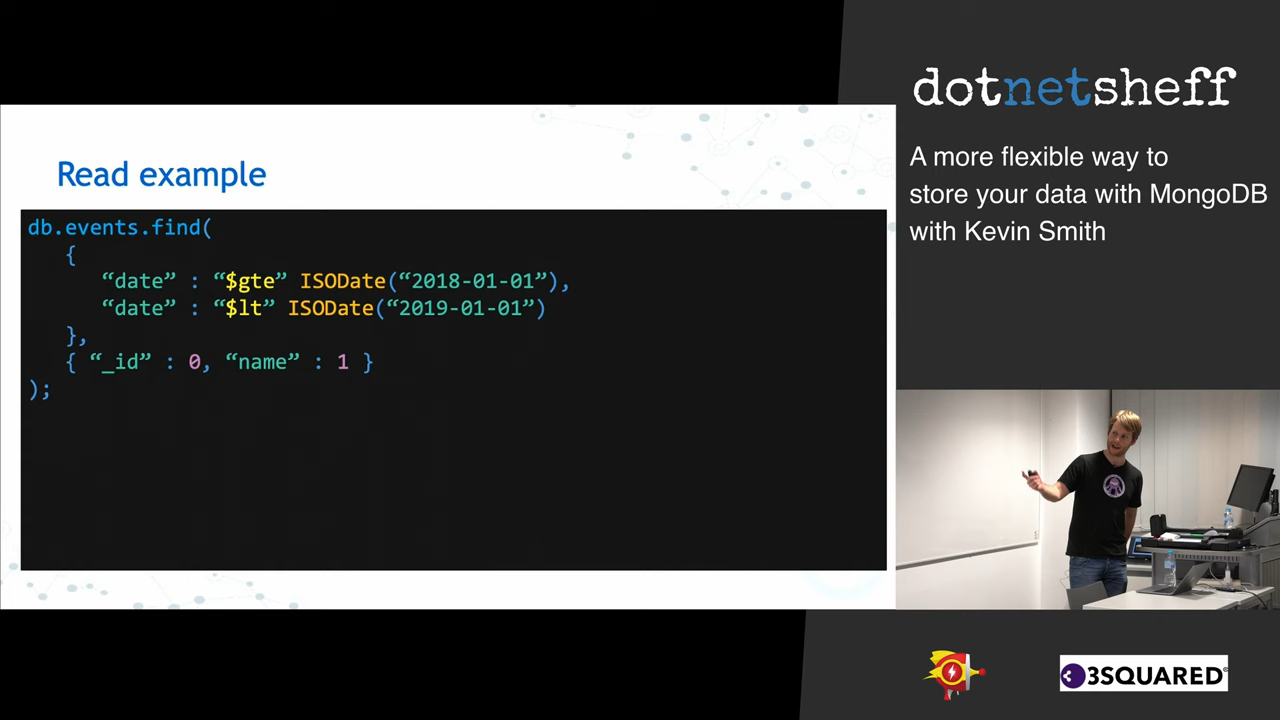 dotnetsheff
A more flexible way to
store your data with MongoDB
with Kevin Smith
Read example
db.events.find(
{
“date” : “$gte” ISODate(“2018-01-01”),
“date” : “$lt” ISODate(“2019-01-01”)
},
{ “_id” : 0, “name” : 1 }
);
3SQUARED